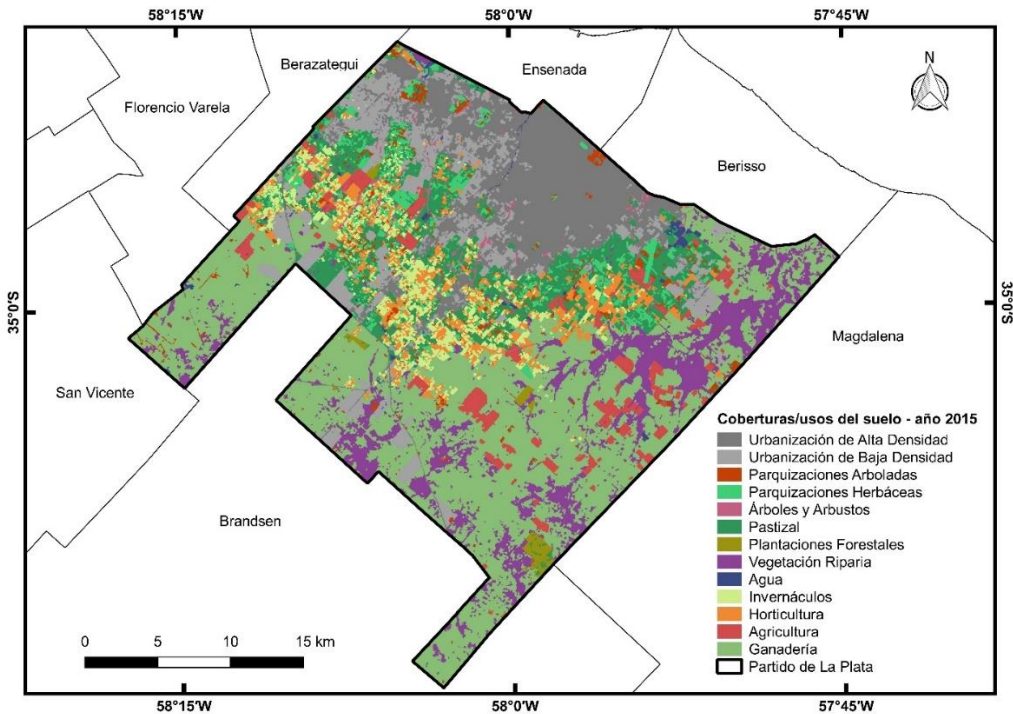 58°15'W 58°0'W 57°45'W
N
Berazategui
Ensenada
Florencio Varela
Berisso
35°0'S
35°0'S
Magdalena
San Vicente
Brandsen
Coberturas/usos del suelo - año 2015
Urbanización de Alta Densidad
Urbanización de Baja Densidad
Parquizaciones Arboladas
Parquizaciones Herbáceas
Árboles y Arbustos
Pastizal
Plantaciones Forestales
Vegetación Riparia
Agua
Invernáculos
Horticultura
Agricultura
Ganadería
Partido de La Plata
0 5 10 15 km
58°15'W 58°0'W 57°45'W